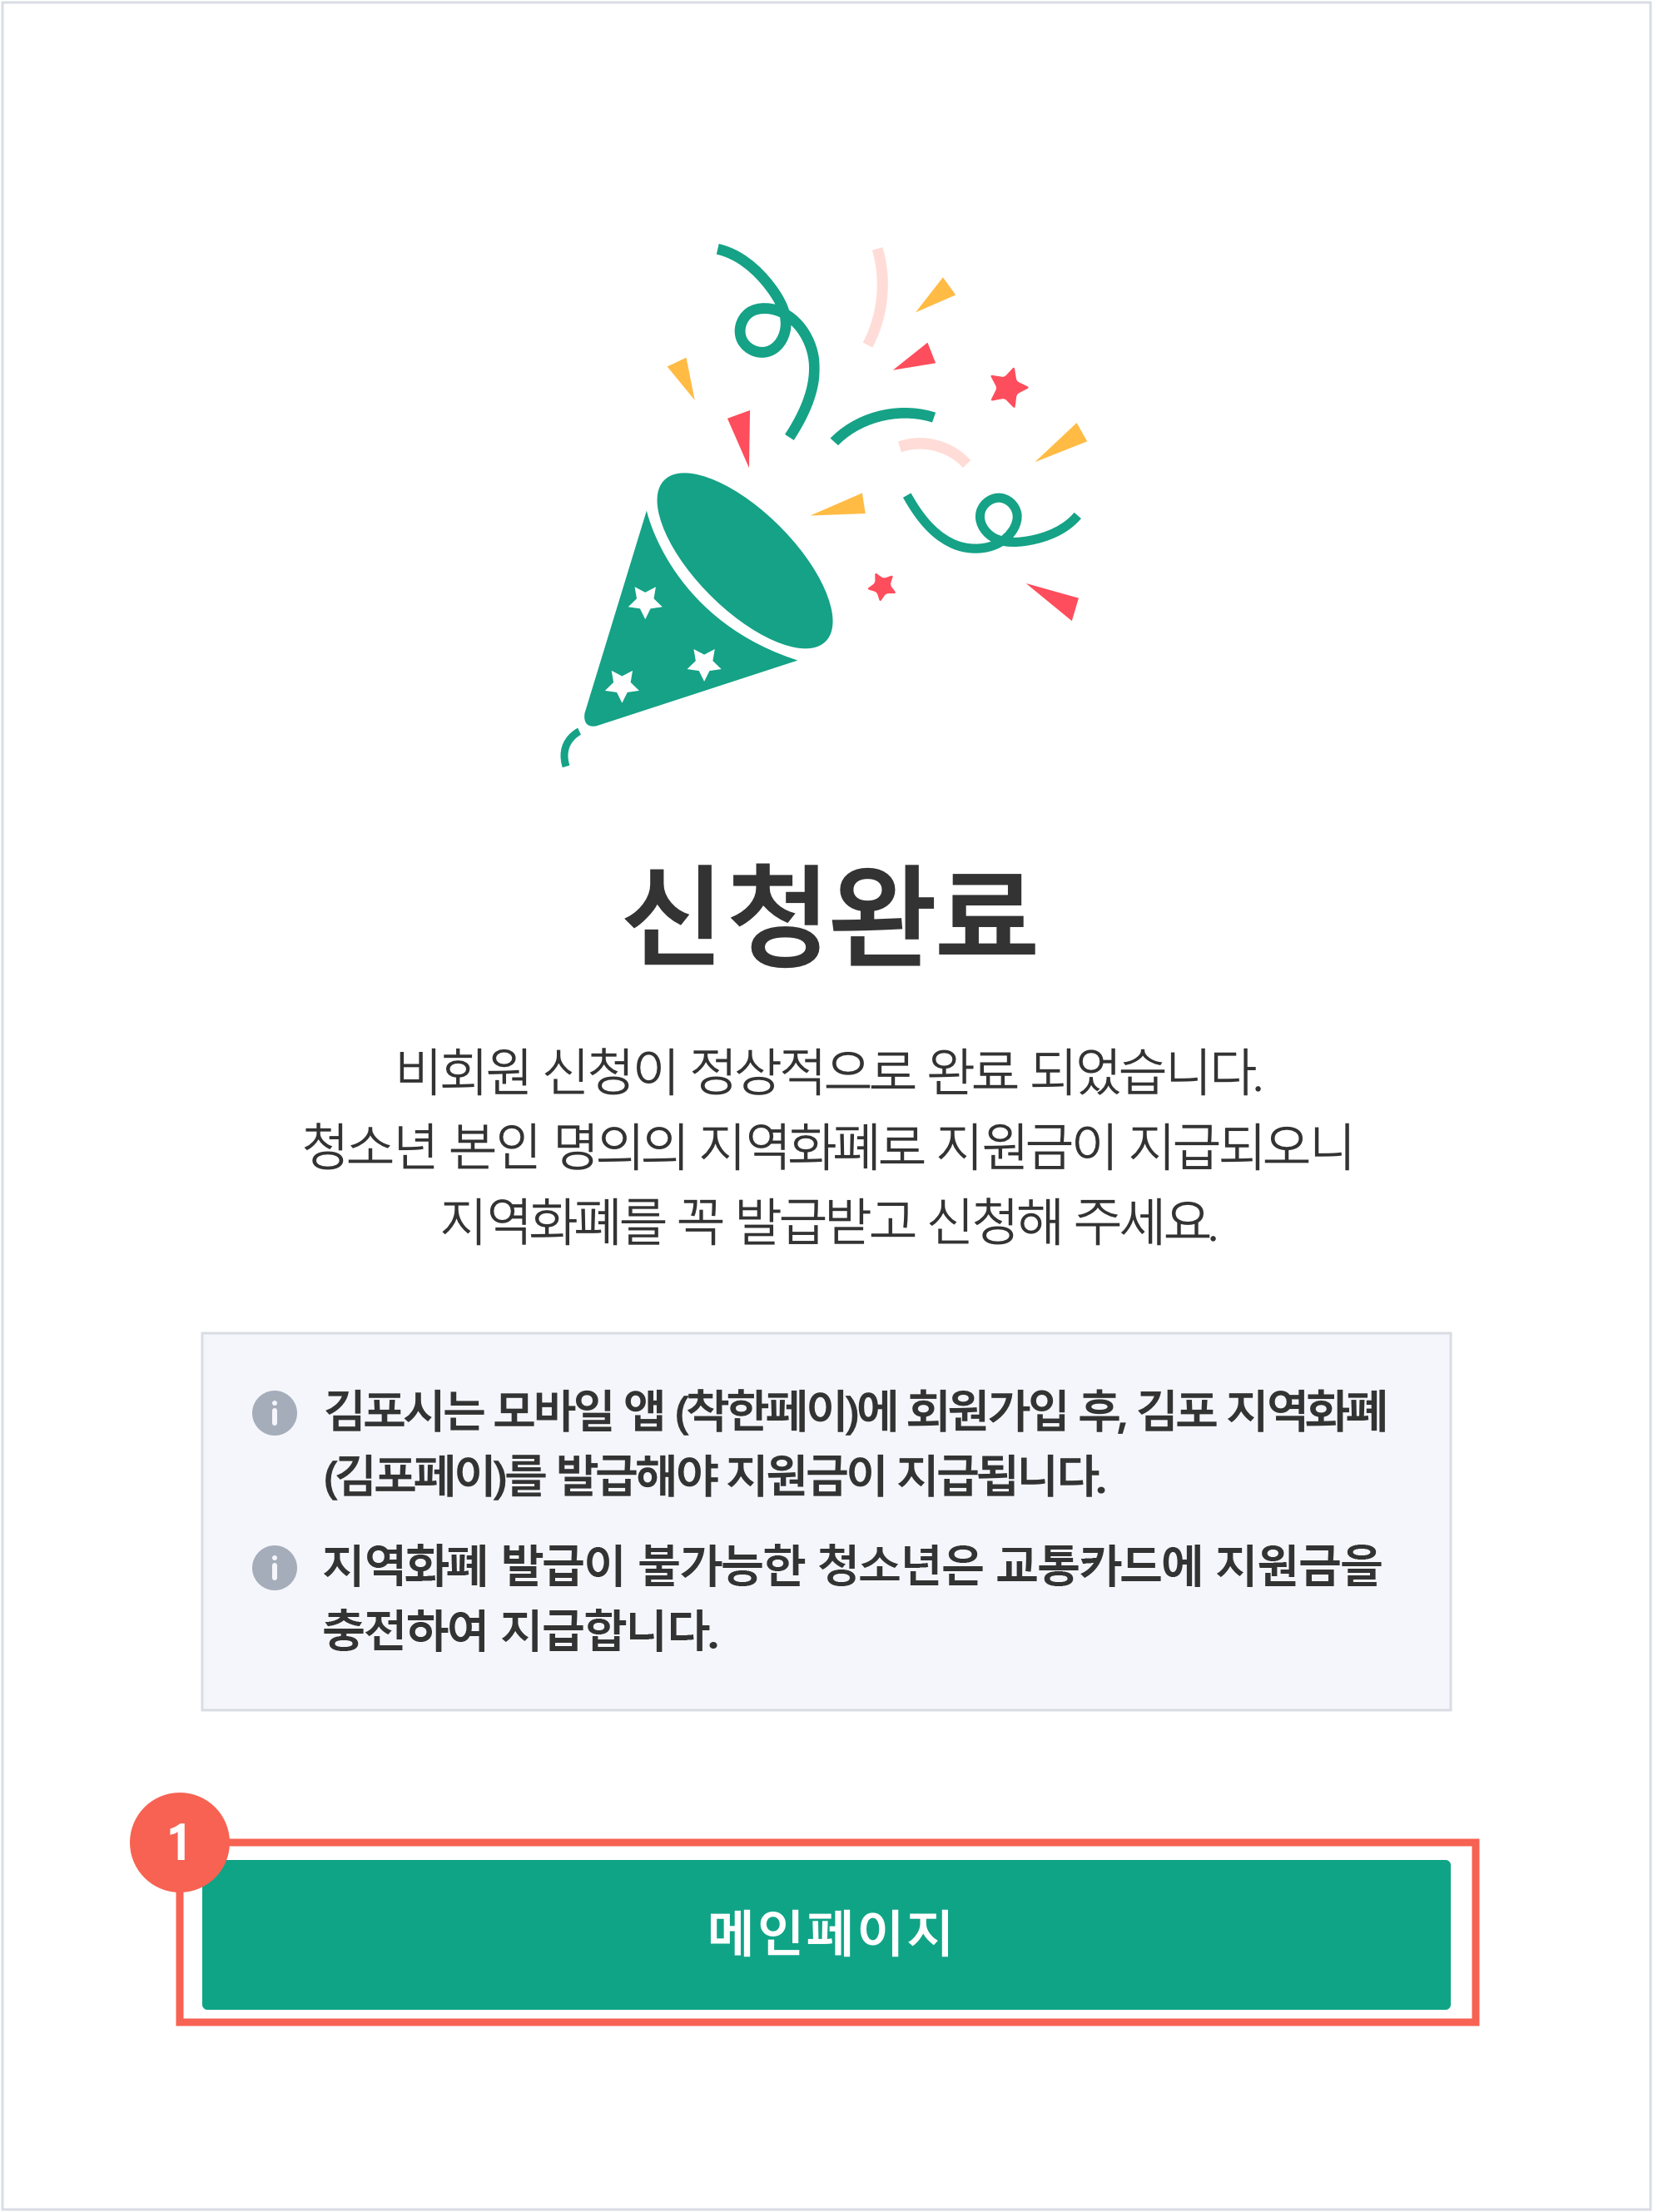 신청완료
비회원 신청이 정상적으로 완료 되었습니다.
청소년 본인 명의의 지역화폐로 지원금이 지급되오니
지역화폐를 꼭 발급받고 신청해 주세요.
김포시는 모바일 앱 (착한페이)에 회원가입 후, 김포 지역화폐
(김포페이)를 발급해야 지원금이 지급됩니다.
지역화폐 발급이 불가능한 청소년은 교통카드에 지원금을
충전하여 지급합니다.
1
메인페이지